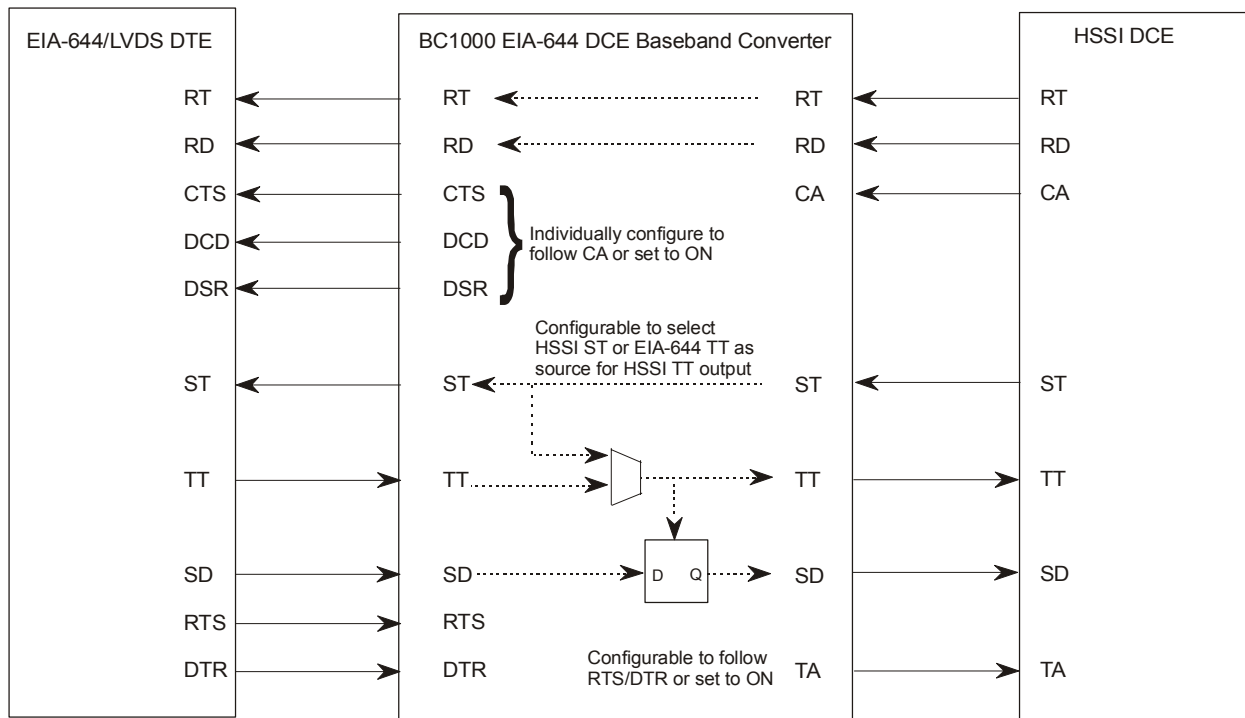 EIA-644/LVDS DTE BC1000 EIA-644 DCE Baseband Converter HSSI DCE
RT RT RT RT
RD RD RD RD
CTS CTS CA CA
DCD DCD
Individually configure to
follow CA or set to ON
DSR DSR
Configurable to select
HSSI ST or EIA-644 TT as
source for HSSI TT output
ST ST ST ST
TT TT TT TT
SD SD D Q SD SD
RTS RTS
DTR DTR
Configurable to follow
RTS/DTR or set to ON
TA TA